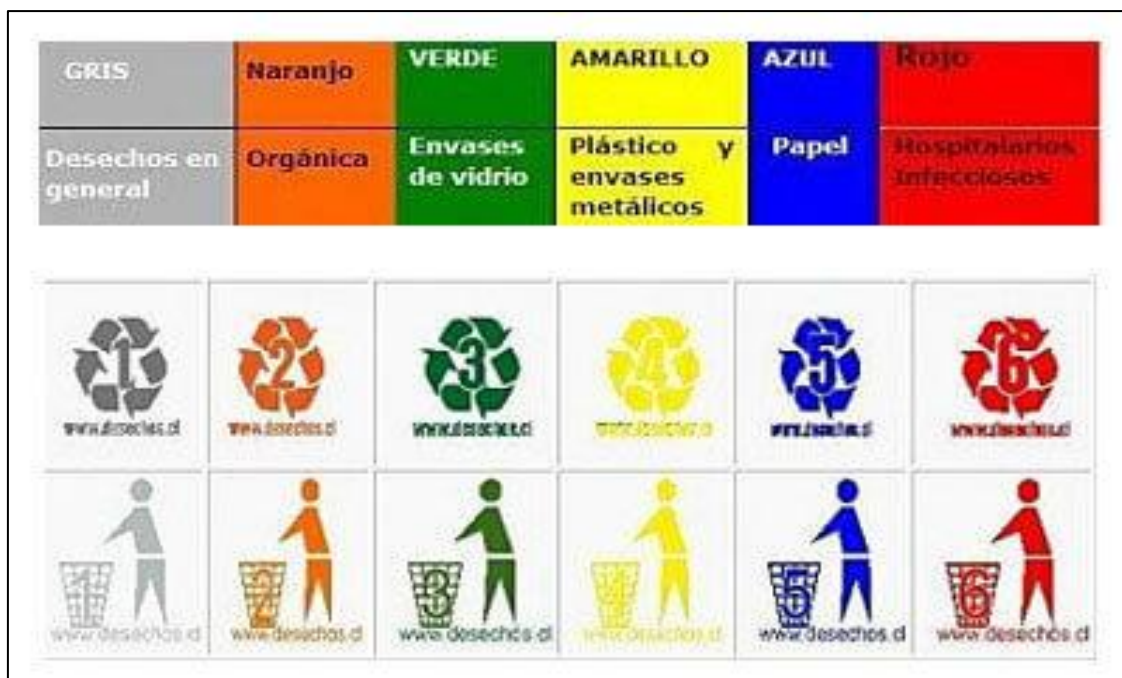 GRIS
Naranjo
VERDE
AMARILLO
AZUL
Rojo
Desechos en
general
Orgánica
Envases
de vidrio
Plástico y
envases
metálicos
Papel
Hospitalarios
Infecciosos
1
2
3
4
5
6
www.desechos.cl
www.desechos.cl
www.desechos.cl
www.desechos.cl
www.desechos.cl
www.desechos.cl
1
2
3
4
5
6
www.desechos.cl
www.desechos.cl
www.desechos.cl
www.desechos.cl
www.desechos.cl
www.desechos.cl